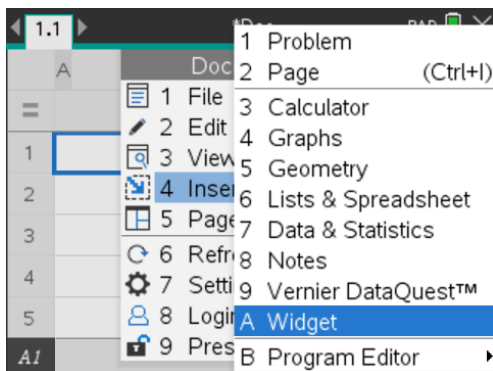 1.1
*Doc
RAD
A
=
1
2
3
4
5
A1
Doc
1 File
2 Edit
3 View
4 Inser
5 Page
6 Refr
7 Setti
8 Login
9 Pres
1 Problem
2 Page (Ctrl+I)
3 Calculator
4 Graphs
5 Geometry
6 Lists & Spreadsheet
7 Data & Statistics
8 Notes
9 Vernier DataQuest™
A Widget
B Program Editor